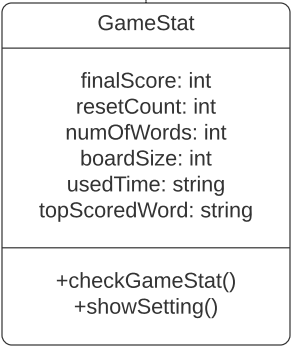 GameStat
finalScore: int
resetCount: int
numOfWords: int
boardSize: int
usedTime: string
topScoredWord: string
+checkGameStat()
+showSetting()